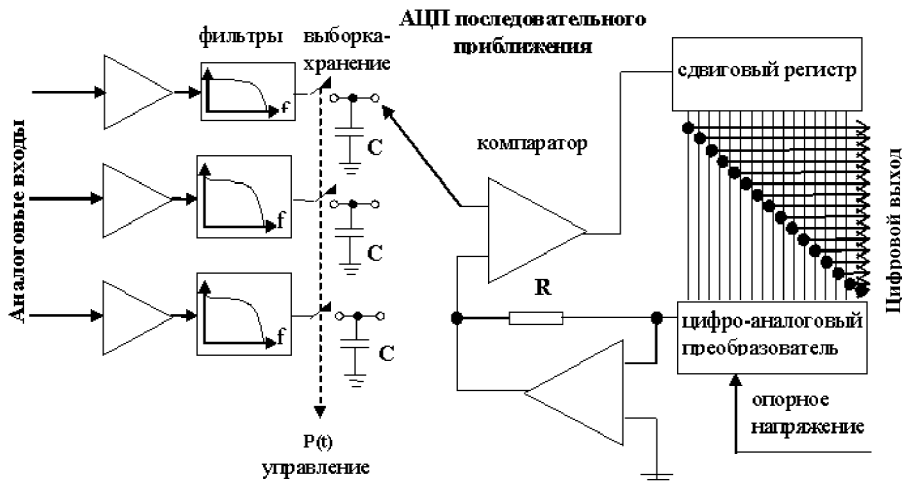 АЦП последовательного
приближения
фильтры
выборка-
хранение
сдвиговый регистр
f
C
компаратор
f
C
Аналоговые входы
Цифровой выход
R
f
C
цифро-аналоговый
преобразователь
опорное
напряжение
P(t)
управление